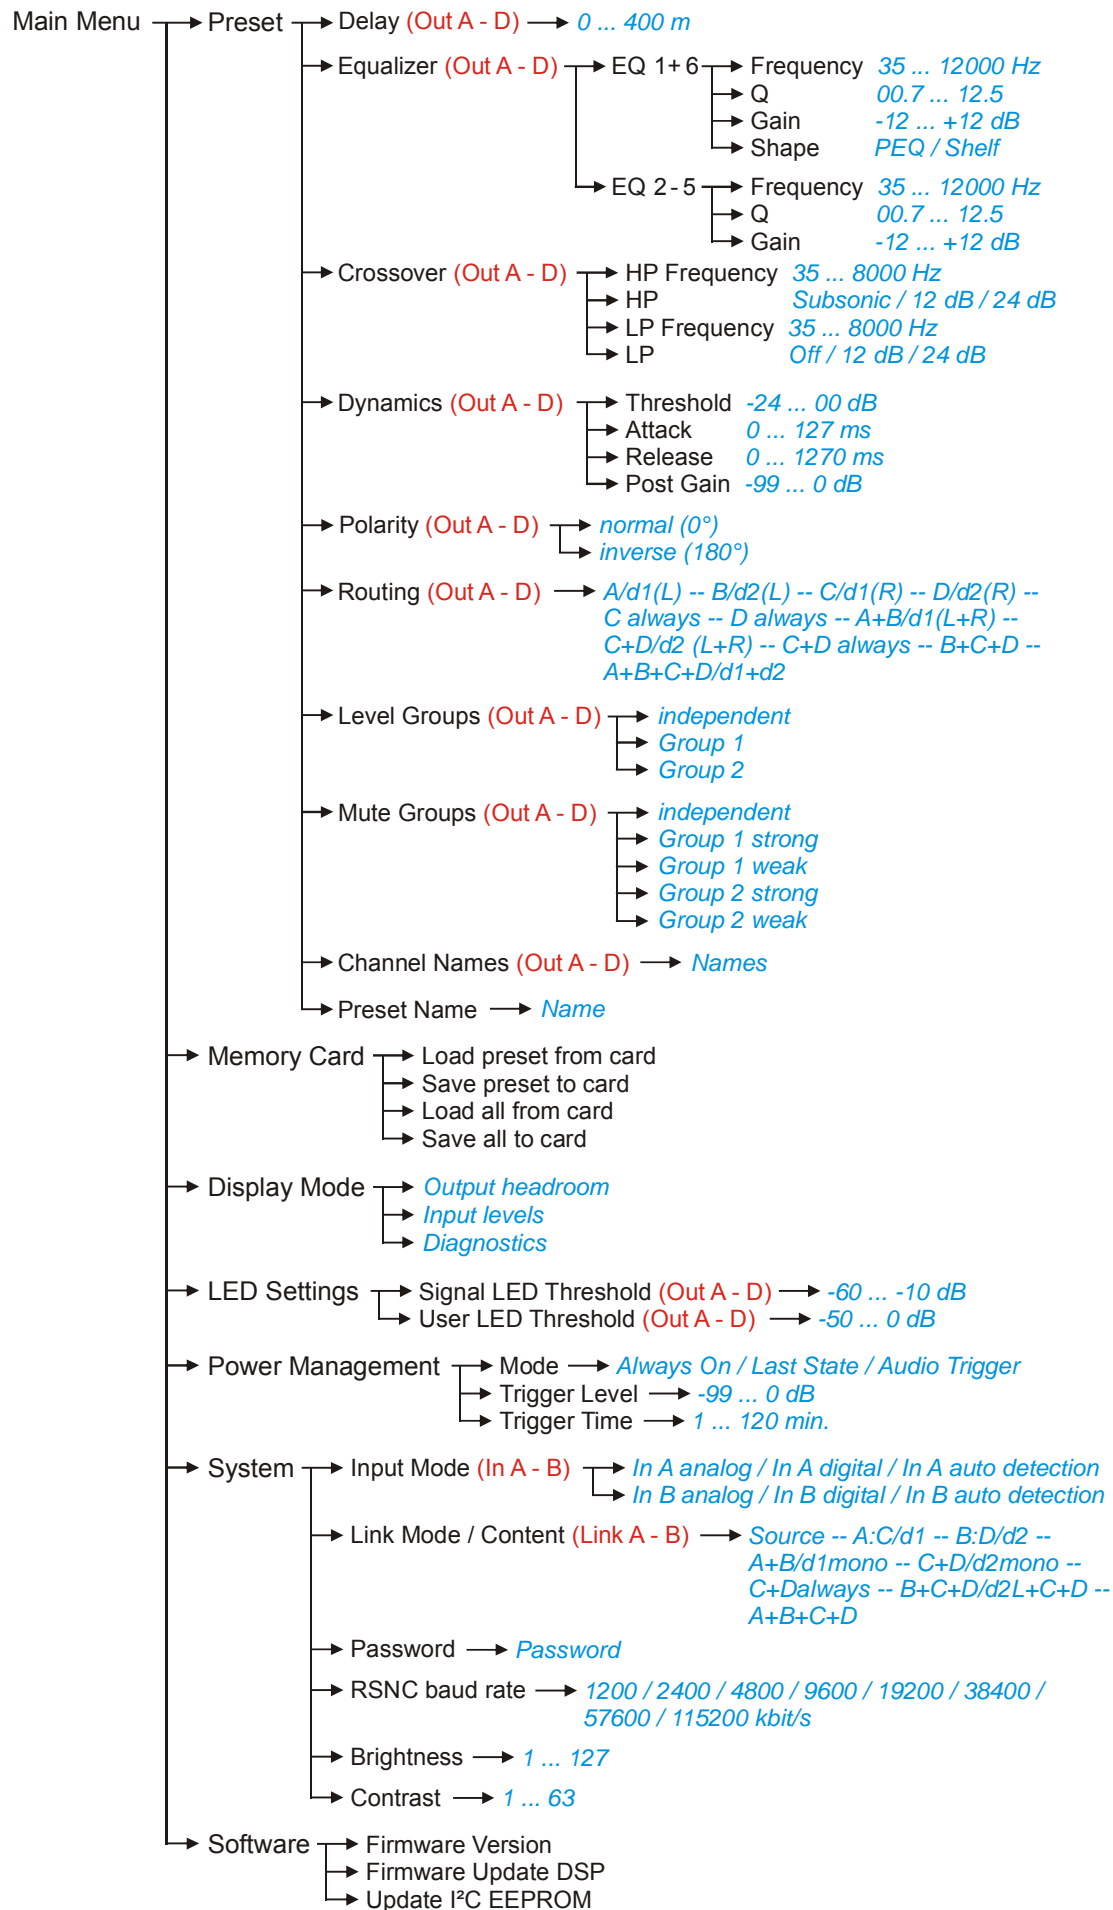 Main Menu
Preset
Delay (Out A - D) 0 ... 400 m
Equalizer (Out A - D)
EQ 1+6
Frequency 35 ... 12000 Hz
Q 00.7 ... 12.5
Gain -12 ... +12 dB
Shape PEQ / Shelf
EQ 2-5
Frequency 35 ... 12000 Hz
Q 00.7 ... 12.5
Gain -12 ... +12 dB
Crossover (Out A - D)
HP Frequency 35 ... 8000 Hz
HP Subsonic / 12 dB / 24 dB
LP Frequency 35 ... 8000 Hz
LP Off / 12 dB / 24 dB
Dynamics (Out A - D)
Threshold -24 ... 00 dB
Attack 0 ... 127 ms
Release 0 ... 1270 ms
Post Gain -99 ... 0 dB
Polarity (Out A - D)
normal (0°)
inverse (180°)
Routing (Out A - D)
A/d1(L) -- B/d2(L) -- C/d1(R) -- D/d2(R) --
C always -- D always -- A+B/d1(L+R) --
C+D/d2 (L+R) -- C+D always -- B+C+D --
A+B+C+D/d1+d2
Level Groups (Out A - D)
independent
Group 1
Group 2
Mute Groups (Out A - D)
independent
Group 1 strong
Group 1 weak
Group 2 strong
Group 2 weak
Channel Names (Out A - D) Names
Preset Name Name
Memory Card
Load preset from card
Save preset to card
Load all from card
Save all to card
Display Mode
Output headroom
Input levels
Diagnostics
LED Settings
Signal LED Threshold (Out A - D) -60 ... -10 dB
User LED Threshold (Out A - D) -50 ... 0 dB
Power Management
Mode Always On / Last State / Audio Trigger
Trigger Level -99 ... 0 dB
Trigger Time 1 ... 120 min.
System
Input Mode (In A - B)
In A analog / In A digital / In A auto detection
In B analog / In B digital / In B auto detection
Link Mode / Content (Link A - B)
Source -- A:C/d1 -- B:D/d2 --
A+B/d1mono -- C+D/d2mono --
C+Dalways -- B+C+D/d2L+C+D --
A+B+C+D
Password Password
RSNC baud rate
1200 / 2400 / 4800 / 9600 / 19200 / 38400 /
57600 / 115200 kbit/s
Brightness 1 ... 127
Contrast 1 ... 63
Software
Firmware Version
Firmware Update DSP
Update I²C EEPROM